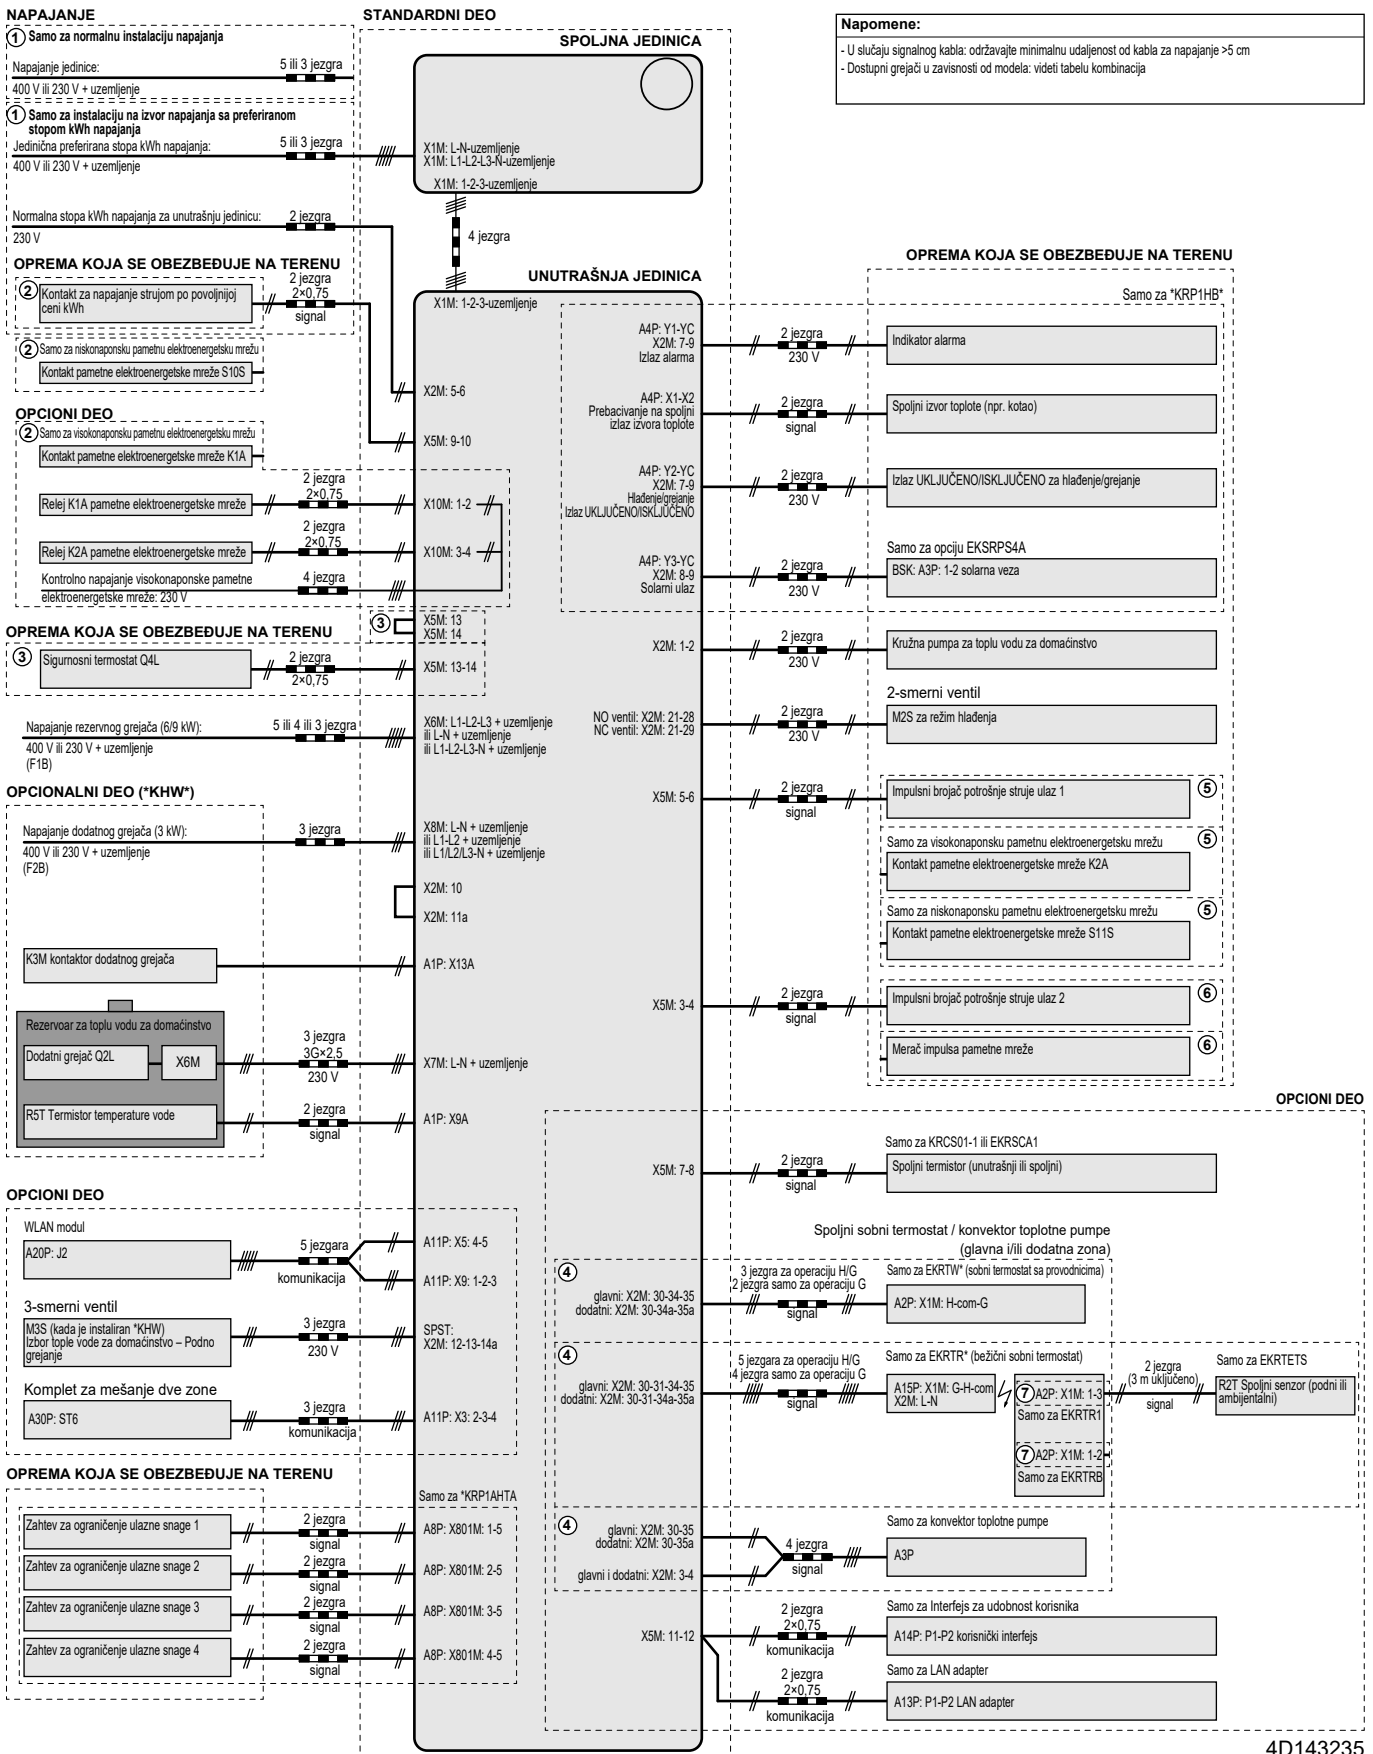 NAPAJANJE
1 Samo za normalnu instalaciju napajanja
Napajanje jedinice:
5 ili 3 jezgra
400 V ili 230 V + uzemljenje
1 Samo za instalaciju na izvor napajanja sa preferiranom
stopom kWh napajanja
Jedinična preferirana stopa kWh napajanja:
5 ili 3 jezgra
400 V ili 230 V + uzemljenje
Normalna stopa kWh napajanja za unutrašnju jedinicu:
2 jezgra
230 V
OPREMA KOJA SE OBEZBEĐUJE NA TERENU
2 Kontakt za napajanje strujom po povoljnijoj
ceni kWh
2 jezgra
2×0,75
signal
2 Samo za niskonaponsku pametnu elektroenergetsku mrežu
Kontakt pametne elektroenergetske mreže S10S
OPCIONI DEO
2 Samo za visokonaponsku pametnu elektroenergetsku mrežu
Kontakt pametne elektroenergetske mreže K1A
Relej K1A pametne elektroenergetske mreže
2 jezgra
2×0,75
Relej K2A pametne elektroenergetske mreže
2 jezgra
2×0,75
Kontrolno napajanje visokonaponske pametne
elektroenergetske mreže: 230 V
4 jezgra
OPREMA KOJA SE OBEZBEĐUJE NA TERENU
3 Sigurnosni termostat Q4L
2 jezgra
2×0,75
Napajanje rezervnog grejača (6/9 kW):
5 ili 4 ili 3 jezgra
400 V ili 230 V + uzemljenje
(F1B)
OPCIONALNI DEO (*KHW*)
Napajanje dodatnog grejača (3 kW):
3 jezgra
400 V ili 230 V + uzemljenje
(F2B)
K3M kontaktor dodatnog grejača
Rezervoar za toplu vodu za domaćinstvo
Dodatni grejač Q2L
X6M
3 jezgra
3G×2,5
230 V
R5T Termistor temperature vode
2 jezgra
signal
OPCIONI DEO
WLAN modul
A20P: J2
5 jezgara
komunikacija
3-smerni ventil
M3S (kada je instaliran *KHW)
Izbor tople vode za domaćinstvo – Podno
grejanje
3 jezgra
230 V
Komplet za mešanje dve zone
A30P: ST6
3 jezgra
komunikacija
OPREMA KOJA SE OBEZBEĐUJE NA TERENU
Zahtev za ograničenje ulazne snage 1
2 jezgra
signal
Zahtev za ograničenje ulazne snage 2
2 jezgra
signal
Zahtev za ograničenje ulazne snage 3
2 jezgra
signal
Zahtev za ograničenje ulazne snage 4
2 jezgra
signal
STANDARDNI DEO
SPOLJNA JEDINICA
X1M: L-N-uzemljenje
X1M: L1-L2-L3-N-uzemljenje
X1M: 1-2-3-uzemljenje
4 jezgra
UNUTRAŠNJA JEDINICA
X1M: 1-2-3-uzemljenje
X2M: 5-6
X5M: 9-10
X10M: 1-2
X10M: 3-4
3
X5M: 13
X5M: 14
X5M: 13-14
X6M: L1-L2-L3 + uzemljenje
ili L-N + uzemljenje
ili L1-L2-L3-N + uzemljenje
X8M: L-N + uzemljenje
ili L1-L2 + uzemljenje
ili L1/L2/L3-N + uzemljenje
X2M: 10
X2M: 11a
A1P: X13A
X7M: L-N + uzemljenje
A1P: X9A
A11P: X5: 4-5
A11P: X9: 1-2-3
SPST:
X2M: 12-13-14a
A11P: X3: 2-3-4
Samo za *KRP1AHTA
A8P: X801M: 1-5
A8P: X801M: 2-5
A8P: X801M: 3-5
A8P: X801M: 4-5
Napomene:
- U slučaju signalnog kabla: održavajte minimalnu udaljenost od kabla za napajanje >5 cm
- Dostupni grejači u zavisnosti od modela: videti tabelu kombinacija
OPREMA KOJA SE OBEZBEĐUJE NA TERENU
Samo za *KRP1HB*
A4P: Y1-YC
X2M: 7-9
Izlaz alarma
2 jezgra
230 V
Indikator alarma
A4P: X1-X2
Prebacivanje na spoljni
izlaz izvora toplote
2 jezgra
signal
Spoljni izvor toplote (npr. kotao)
A4P: Y2-YC
X2M: 7-9
Hlađenje/grejanje
Izlaz UKLJUČENO/ISKLJUČENO
2 jezgra
230 V
Izlaz UKLJUČENO/ISKLJUČENO za hlađenje/grejanje
Samo za opciju EKSRPS4A
A4P: Y3-YC
X2M: 8-9
Solarni ulaz
2 jezgra
230 V
BSK: A3P: 1-2 solarna veza
X2M: 1-2
2 jezgra
230 V
Kružna pumpa za toplu vodu za domaćinstvo
2-smerni ventil
NO ventil: X2M: 21-28
NC ventil: X2M: 21-29
2 jezgra
230 V
M2S za režim hlađenja
X5M: 5-6
2 jezgra
signal
Impulsni brojač potrošnje struje ulaz 1
5
Samo za visokonaponsku pametnu elektroenergetsku mrežu
5
Kontakt pametne elektroenergetske mreže K2A
Samo za niskonaponsku pametnu elektroenergetsku mrežu
5
Kontakt pametne elektroenergetske mreže S11S
X5M: 3-4
2 jezgra
signal
Impulsni brojač potrošnje struje ulaz 2
6
Merač impulsa pametne mreže
6
OPCIONI DEO
Samo za KRCS01-1 ili EKRSCA1
X5M: 7-8
2 jezgra
signal
Spoljni termistor (unutrašnji ili spoljni)
Spoljni sobni termostat / konvektor toplotne pumpe
(glavna i/ili dodatna zona)
4
glavni: X2M: 30-34-35
dodatni: X2M: 30-34a-35a
3 jezgra za operaciju H/G
2 jezgra samo za operaciju G
signal
Samo za EKRTW* (sobni termostat sa provodnicima)
A2P: X1M: H-com-G
4
glavni: X2M: 30-31-34-35
dodatni: X2M: 30-31-34a-35a
5 jezgara za operaciju H/G
4 jezgra samo za operaciju G
signal
Samo za EKRTR* (bežični sobni termostat)
A15P: X1M: G-H-com
X2M: L-N
7 A2P: X1M: 1-3
Samo za EKRTR1
7 A2P: X1M: 1-2
Samo za EKRTRB
2 jezgra
(3 m uključeno)
signal
Samo za EKRTETS
R2T Spoljni senzor (podni ili
ambijentalni)
4
glavni: X2M: 30-35
dodatni: X2M: 30-35a
glavni i dodatni: X2M: 3-4
4 jezgra
signal
Samo za konvektor toplotne pumpe
A3P
X5M: 11-12
2 jezgra
2×0,75
komunikacija
Samo za Interfejs za udobnost korisnika
A14P: P1-P2 korisnički interfejs
2 jezgra
2×0,75
komunikacija
Samo za LAN adapter
A13P: P1-P2 LAN adapter
4D143235